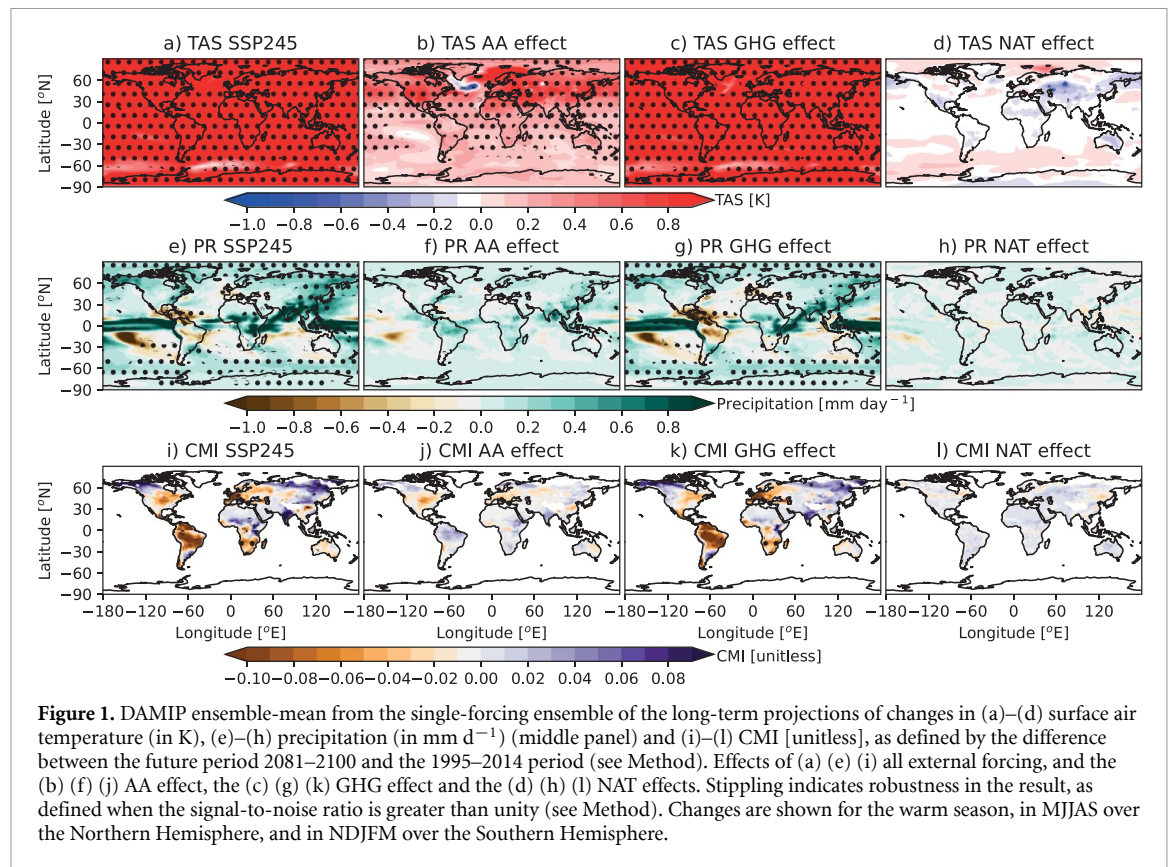 a) TAS SSP245
b) TAS AA effect
c) TAS GHG effect
d) TAS NAT effect
Latitude [°N]
60
30
0
−30
−60
−90
−1.0 −0.8 −0.6 −0.4 −0.2 0.0 0.2 0.4 0.6 0.8
TAS [K]
e) PR SSP245
f) PR AA effect
g) PR GHG effect
h) PR NAT effect
Latitude [°N]
60
30
0
−30
−60
−90
−1.0 −0.8 −0.6 −0.4 −0.2 0.0 0.2 0.4 0.6 0.8
Precipitation [mm day⁻¹]
i) CMI SSP245
j) CMI AA effect
k) CMI GHG effect
l) CMI NAT effect
Latitude [°N]
60
30
0
−30
−60
−90
−180 −120 −60 0 60 120
−180 −120 −60 0 60 120
−180 −120 −60 0 60 120
−180 −120 −60 0 60 120
Longitude [°E]
Longitude [°E]
Longitude [°E]
Longitude [°E]
−0.10 −0.08 −0.06 −0.04 −0.02 0.00 0.02 0.04 0.06 0.08
CMI [unitless]
Figure 1. DAMIP ensemble-mean from the single-forcing ensemble of the long-term projections of changes in (a)–(d) surface air
temperature (in K), (e)–(h) precipitation (in mm d⁻¹) (middle panel) and (i)–(l) CMI [unitless], as defined by the difference
between the future period 2081–2100 and the 1995–2014 period (see Method). Effects of (a) (e) (i) all external forcing, and the
(b) (f) (j) AA effect, the (c) (g) (k) GHG effect and the (d) (h) (l) NAT effects. Stippling indicates robustness in the result, as
defined when the signal-to-noise ratio is greater than unity (see Method). Changes are shown for the warm season, in MJJAS over
the Northern Hemisphere, and in NDJFM over the Southern Hemisphere.